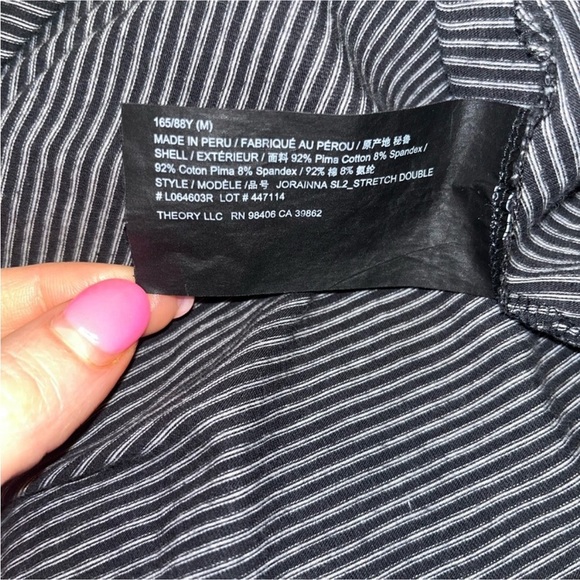 165/88Y (M)
MADE IN PERU / FABRIQUÉ AU PÉROU / 原产地 秘鲁
SHELL / EXTÉRIEUR / 面料 92% Pima Cotton 8% Spandex /
92% Coton Pima 8% Spandex / 92% 棉 8% 氨纶
STYLE / MODÈLE / 品号 JORAINNA SL2_STRETCH DOUBLE
# L064603R LOT # 447114
THEORY LLC RN 98406 CA 39862